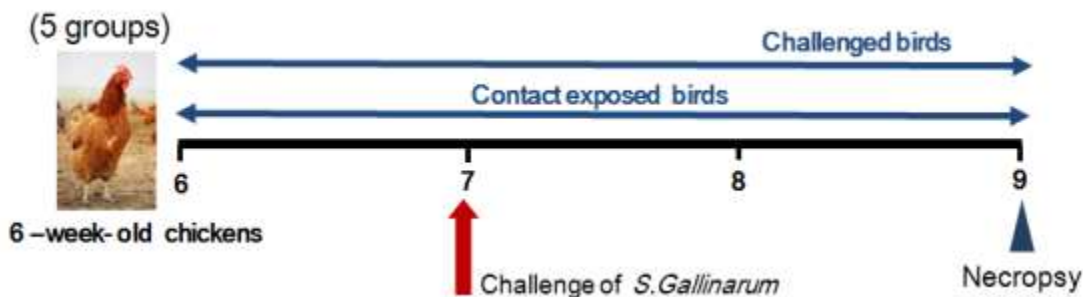 (5 groups)
Challenged birds
Contact exposed birds
6 7 8 9
6 –week- old chickens
Challenge of S.Gallinarum
Necropsy